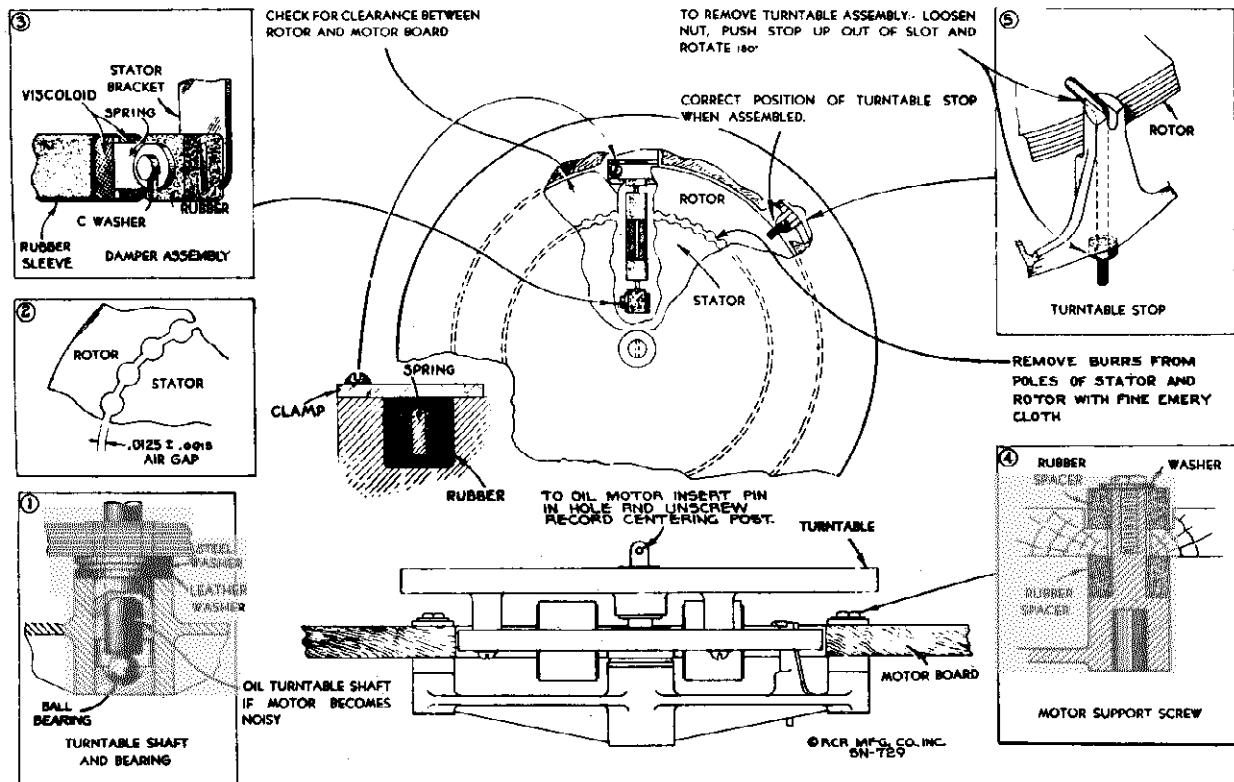 ③
STATOR
BRACKET
VISCOLOID
SPRING
C WASHER
RUBBER
RUBBER
SLEEVE
DAMPER ASSEMBLY
CHECK FOR CLEARANCE BETWEEN
ROTOR AND MOTOR BOARD
TO REMOVE TURNTABLE ASSEMBLY:- LOOSEN
NUT, PUSH STOP UP OUT OF SLOT AND
ROTATE 180°
CORRECT POSITION OF TURNTABLE STOP
WHEN ASSEMBLED.
ROTOR
STATOR
⑤
ROTOR
TURNTABLE STOP
②
ROTOR
STATOR
.0125 ± .0015
AIR GAP
SPRING
CLAMP
RUBBER
REMOVE BURRS FROM
POLES OF STATOR AND
ROTOR WITH FINE EMERY
CLOTH
①
STEEL
WASHER
LEATHER
WASHER
BALL
BEARING
TURNTABLE SHAFT
AND BEARING
OIL TURNTABLE SHAFT
IF MOTOR BECOMES
NOISY
TO OIL MOTOR INSERT PIN
IN HOLE AND UNSCREW
RECORD CENTERING POST.
TURNTABLE
MOTOR BOARD
© RCA MFG. CO. INC.
SN-729
④
RUBBER
SPACER
WASHER
RUBBER
SPACER
MOTOR SUPPORT SCREW